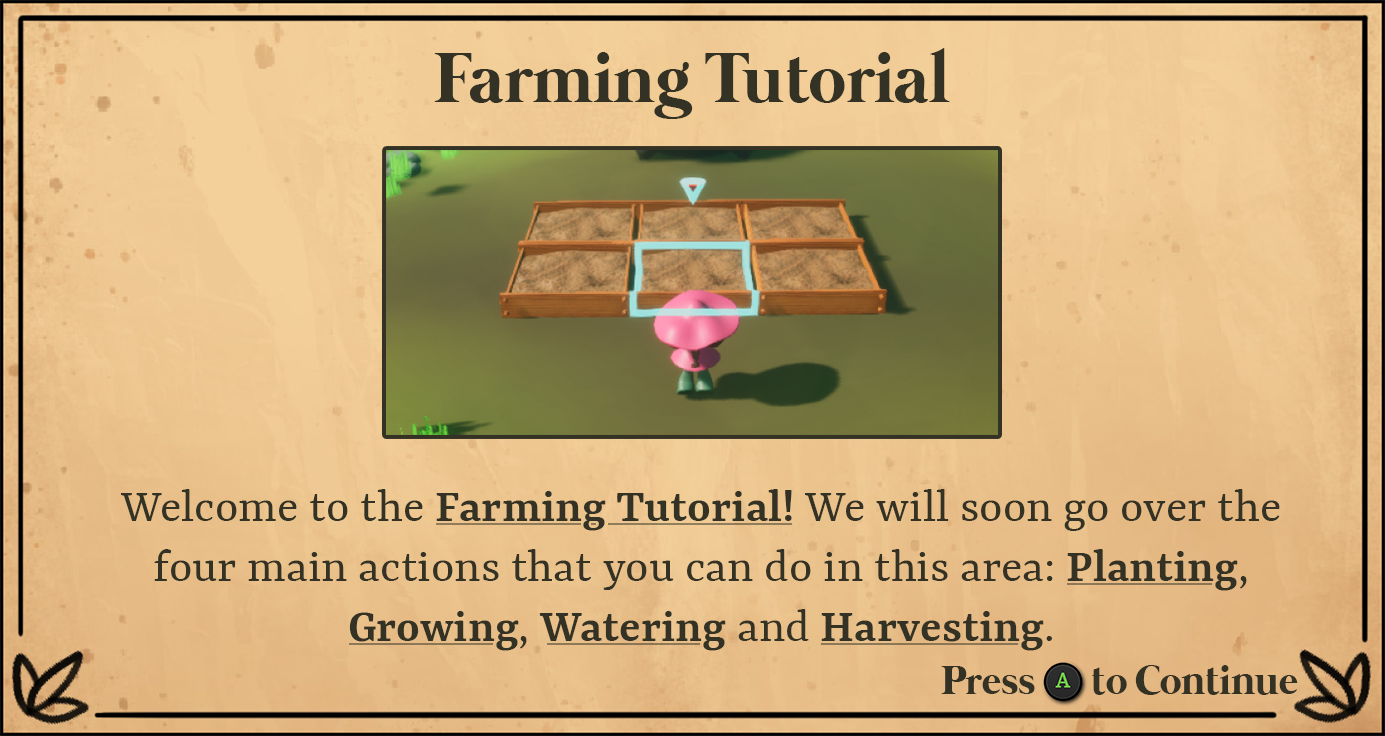 Farming Tutorial
Welcome to the Farming Tutorial! We will soon go over the
four main actions that you can do in this area: Planting,
Growing, Watering and Harvesting.
Press A to Continue